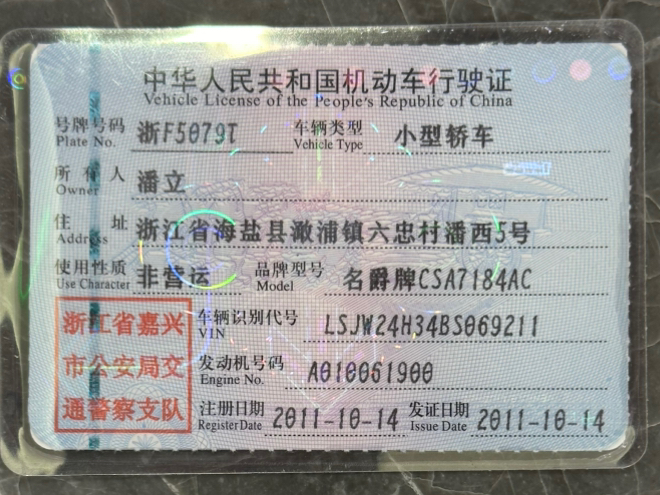 中华人民共和国机动车行驶证
Vehicle License of the People's Republic of China
号牌号码 浙F5079T 车辆类型 小型轿车
Plate No. Vehicle Type
所有人 潘立
Owner
住址 浙江省海盐县澉浦镇六忠村潘西5号
Address
使用性质 非营运 品牌型号 名爵牌CSA7184AC
Use Character Model
浙江省嘉兴
市公安局交
通警察支队
车辆识别代号 LSJW24H34BS069211
VIN
发动机号码 A010061900
Engine No.
注册日期 2011-10-14 发证日期 2011-10-14
Register Date Issue Date